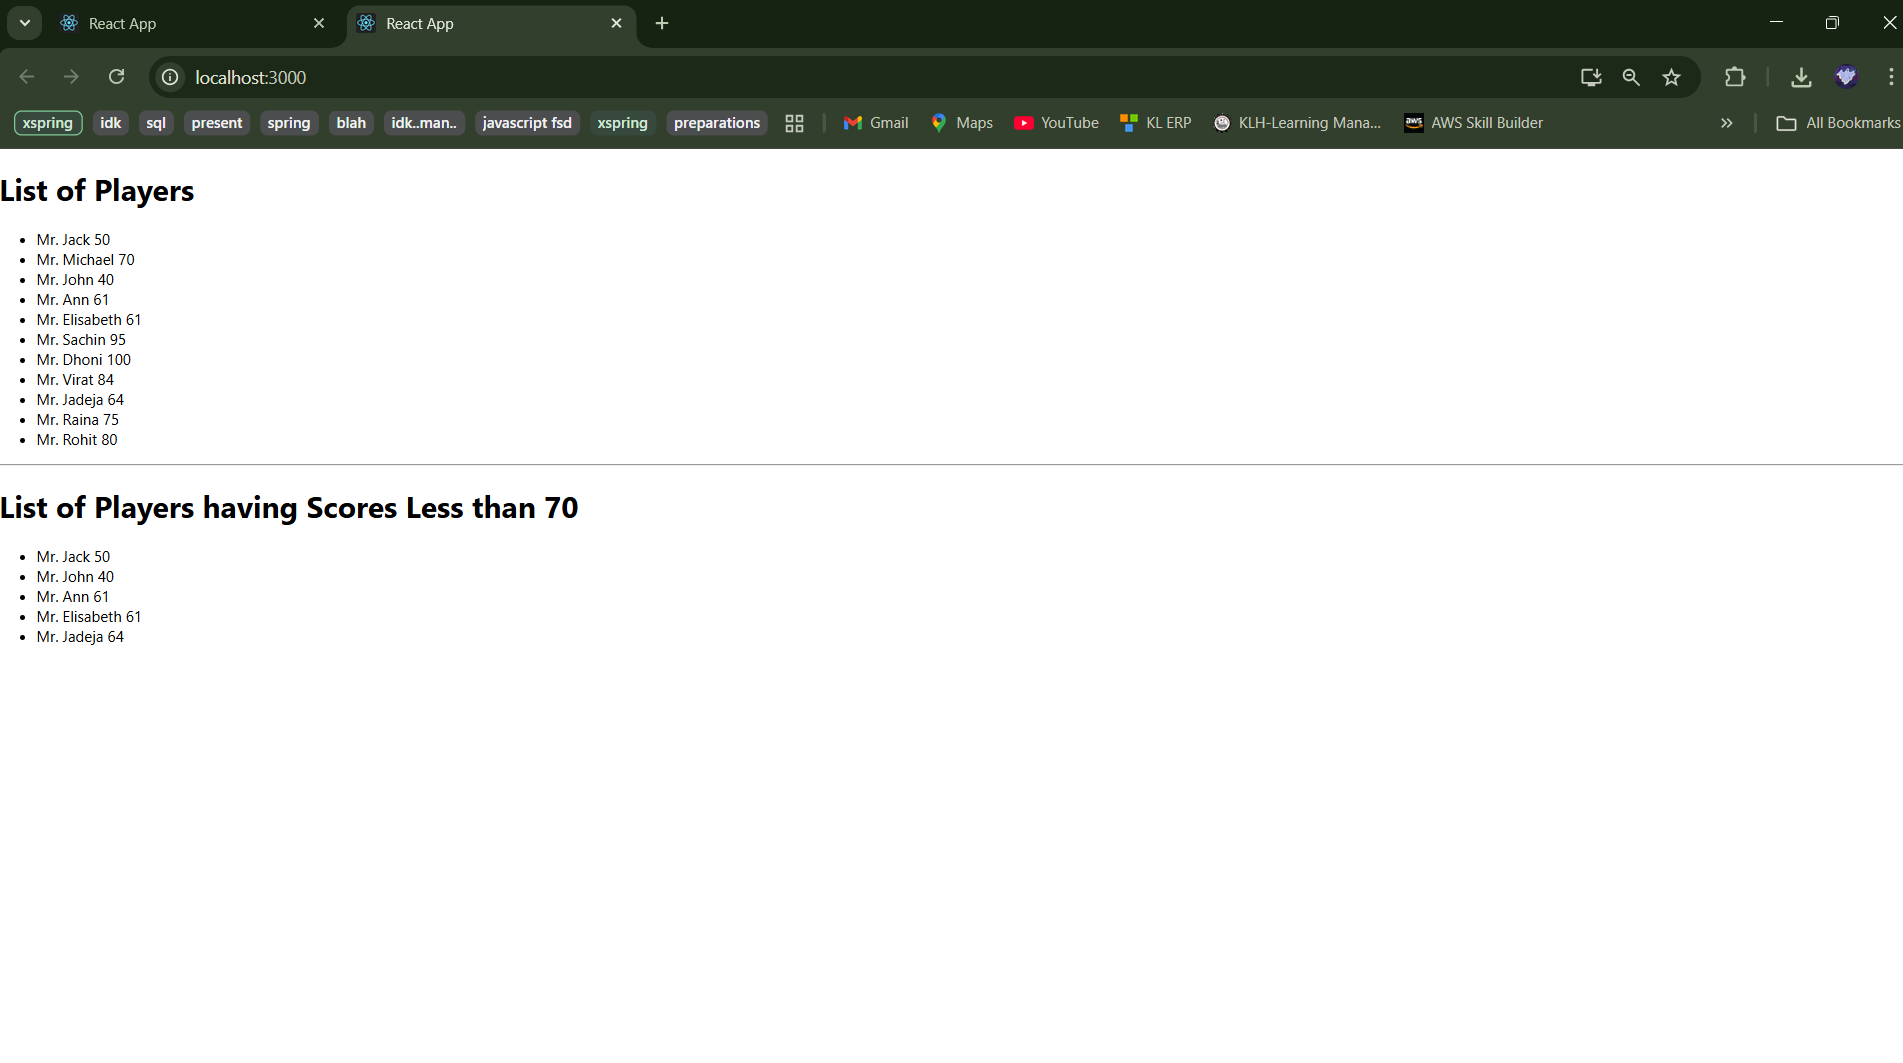 React App
React App
localhost:3000
xspring idk sql present spring blah idk..man.. javascript fsd xspring preparations Gmail Maps YouTube KL ERP KLH-Learning Mana... aws AWS Skill Builder All Bookmarks
List of Players
• Mr. Jack 50
• Mr. Michael 70
• Mr. John 40
• Mr. Ann 61
• Mr. Elisabeth 61
• Mr. Sachin 95
• Mr. Dhoni 100
• Mr. Virat 84
• Mr. Jadeja 64
• Mr. Raina 75
• Mr. Rohit 80
List of Players having Scores Less than 70
• Mr. Jack 50
• Mr. John 40
• Mr. Ann 61
• Mr. Elisabeth 61
• Mr. Jadeja 64